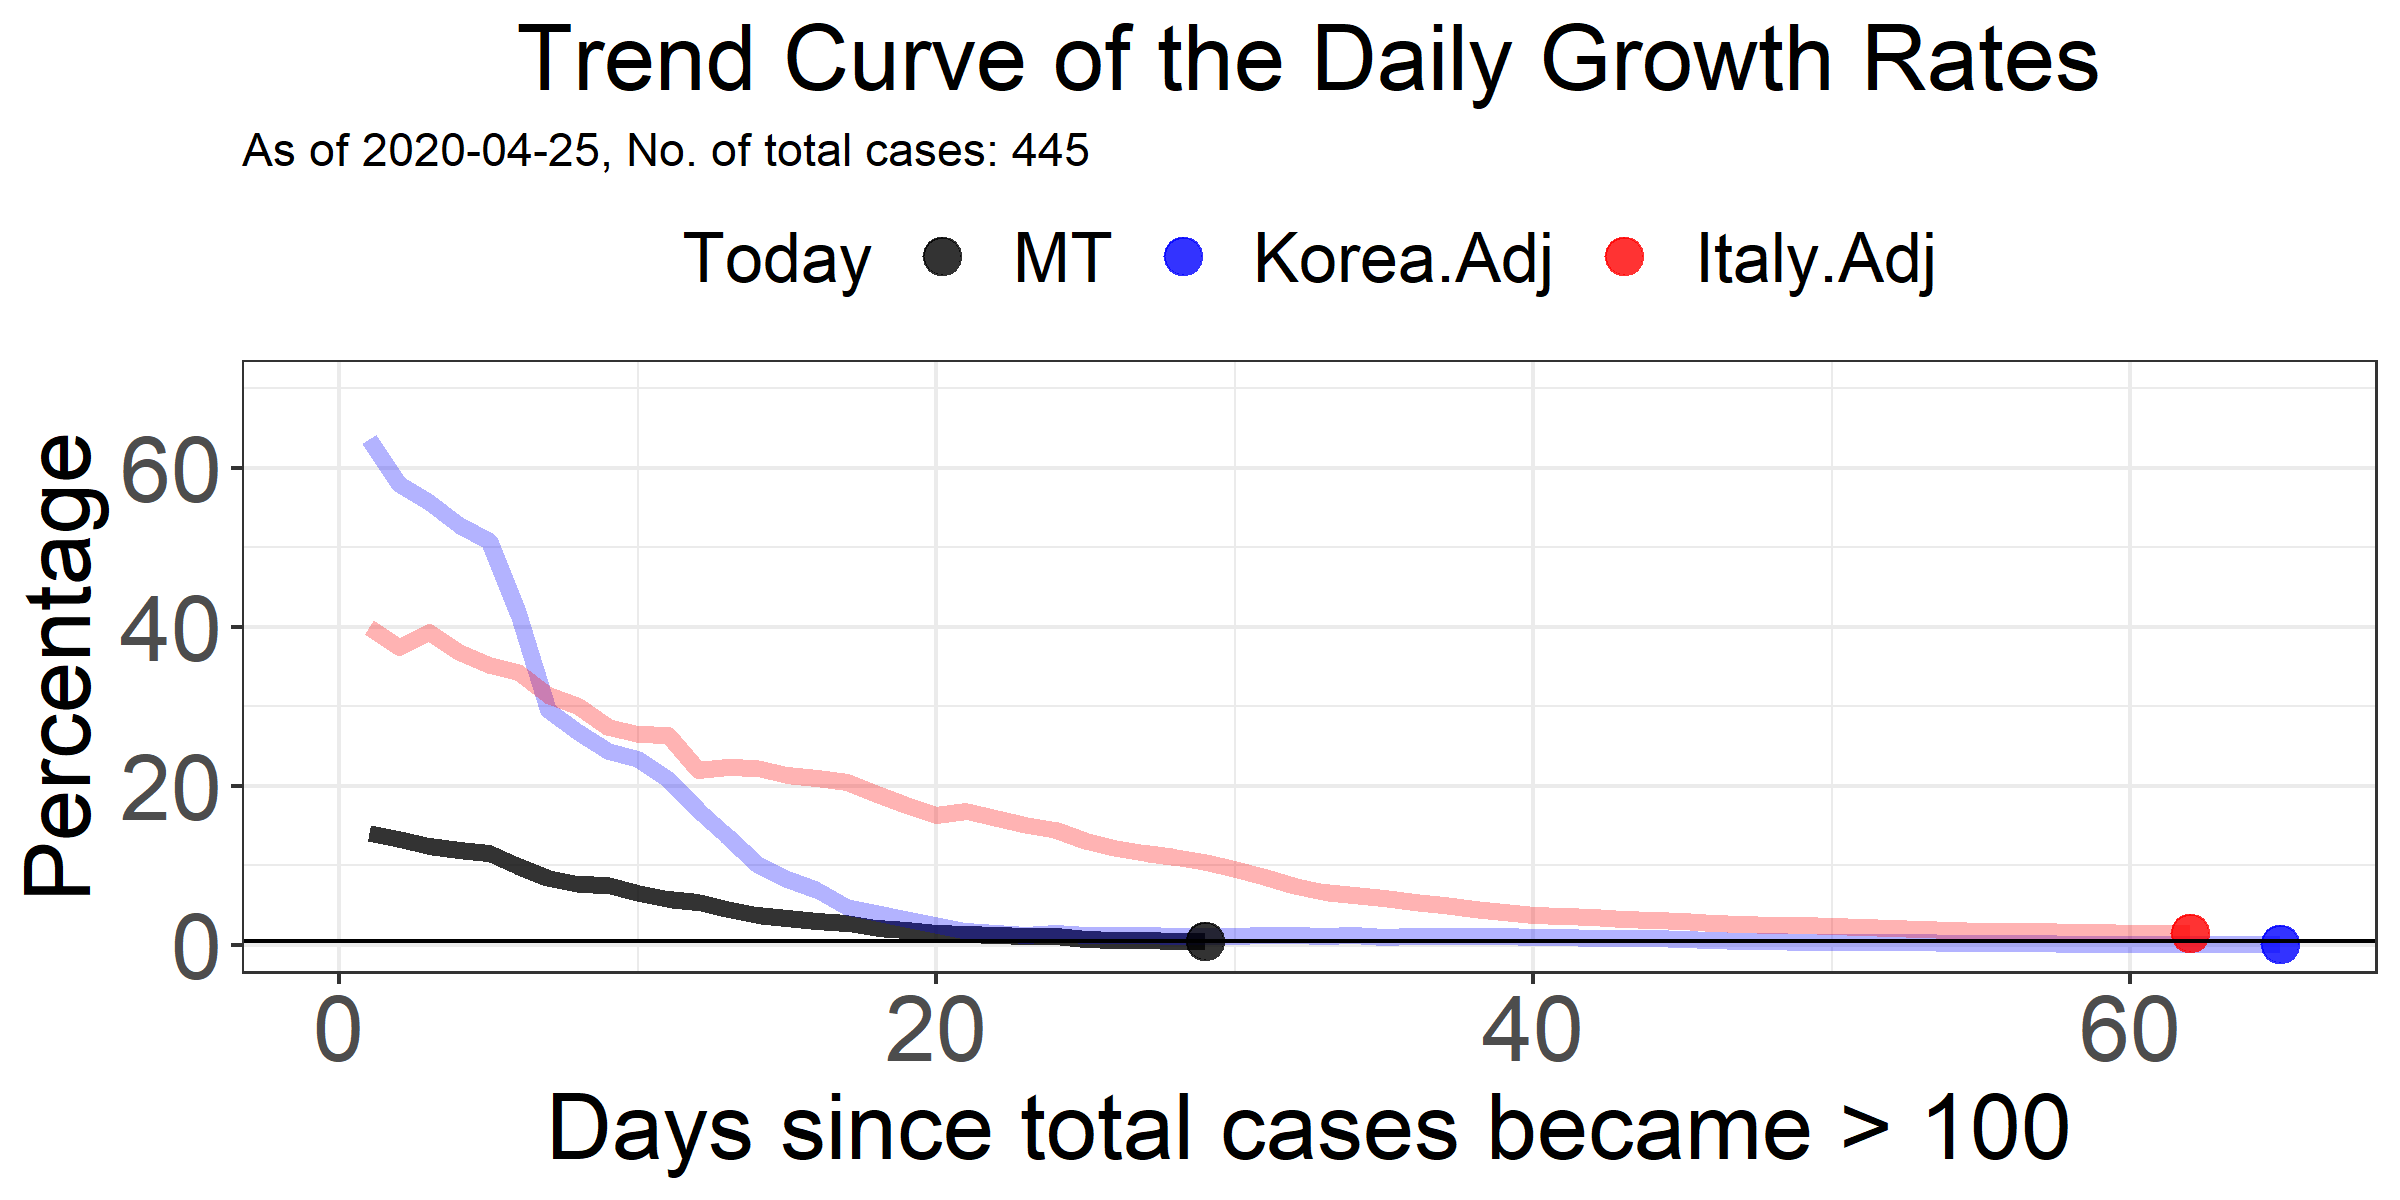 Trend Curve of the Daily Growth Rates
As of 2020-04-25, No. of total cases: 445
Today MT Korea.Adj Italy.Adj
Percentage
60
40
20
0
0 20 40 60
Days since total cases became > 100